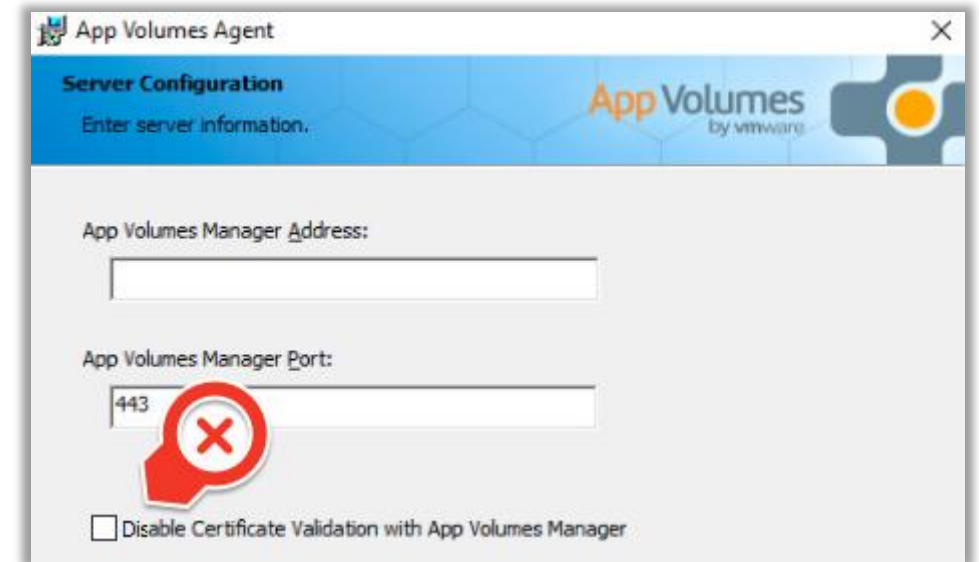 App Volumes Agent
Server Configuration
Enter server information.
App Volumes
by vmware
App Volumes Manager Address:
App Volumes Manager Port:
443
Disable Certificate Validation with App Volumes Manager